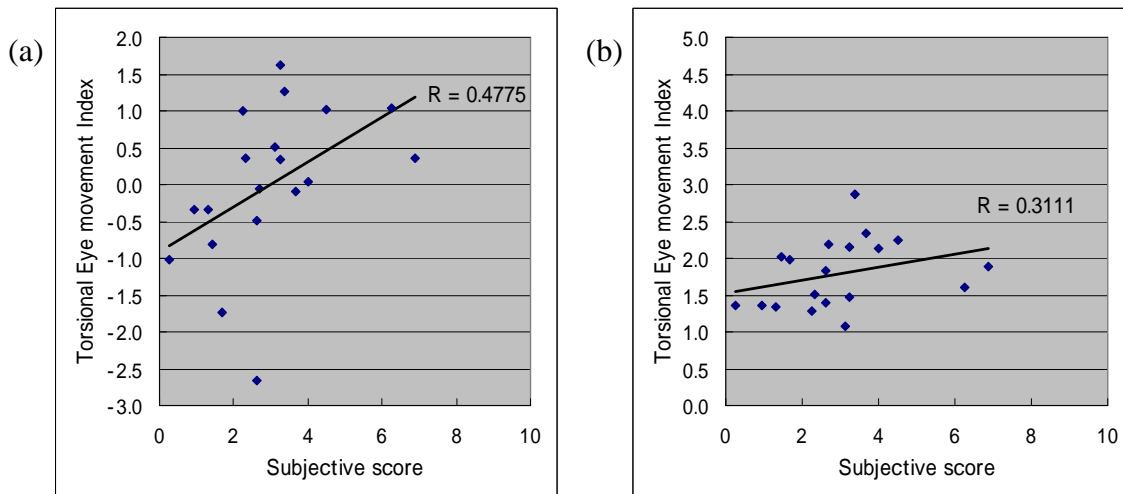 (a)
Torsional Eye movement Index
2.0
1.5
1.0
0.5
0.0
-0.5
-1.0
-1.5
-2.0
-2.5
-3.0
R = 0.4775
0 2 4 6 8 10
Subjective score
(b)
Torsional Eye movement Index
5.0
4.5
4.0
3.5
3.0
2.5
2.0
1.5
1.0
0.5
0.0
R = 0.3111
0 2 4 6 8 10
Subjective score